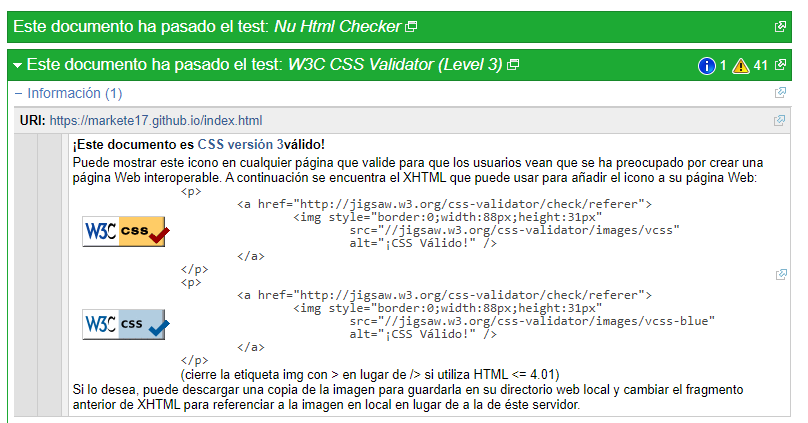 Este documento ha pasado el test: Nu Html Checker
Este documento ha pasado el test: W3C CSS Validator (Level 3) 1 41
− Información (1)
URI: https://markete17.github.io/index.html
¡Este documento es CSS versión 3válido!
Puede mostrar este icono en cualquier página que valide para que los usuarios vean que se ha preocupado por crear una
página Web interoperable. A continuación se encuentra el XHTML que puede usar para añadir el icono a su página Web:
<p>
<a href="http://jigsaw.w3.org/css-validator/check/referer">
<img style="border:0;width:88px;height:31px"
W3C css src="//jigsaw.w3.org/css-validator/images/vcss"
alt="¡CSS Válido!" />
</a>
</p>
<p>
<a href="http://jigsaw.w3.org/css-validator/check/referer">
<img style="border:0;width:88px;height:31px"
W3C css src="//jigsaw.w3.org/css-validator/images/vcss-blue"
alt="¡CSS Válido!" />
</a>
</p>
(cierre la etiqueta img con > en lugar de /> si utiliza HTML <= 4.01)
Si lo desea, puede descargar una copia de la imagen para guardarla en su directorio web local y cambiar el fragmento
anterior de XHTML para referenciar a la imagen en local en lugar de a la de éste servidor.